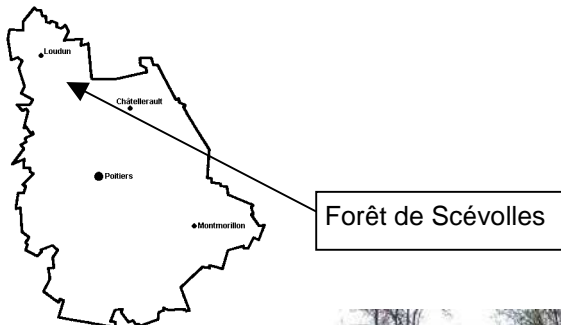 Loudun
Châtellerault
Poitiers
Forêt de Scévolles
Montmorillon